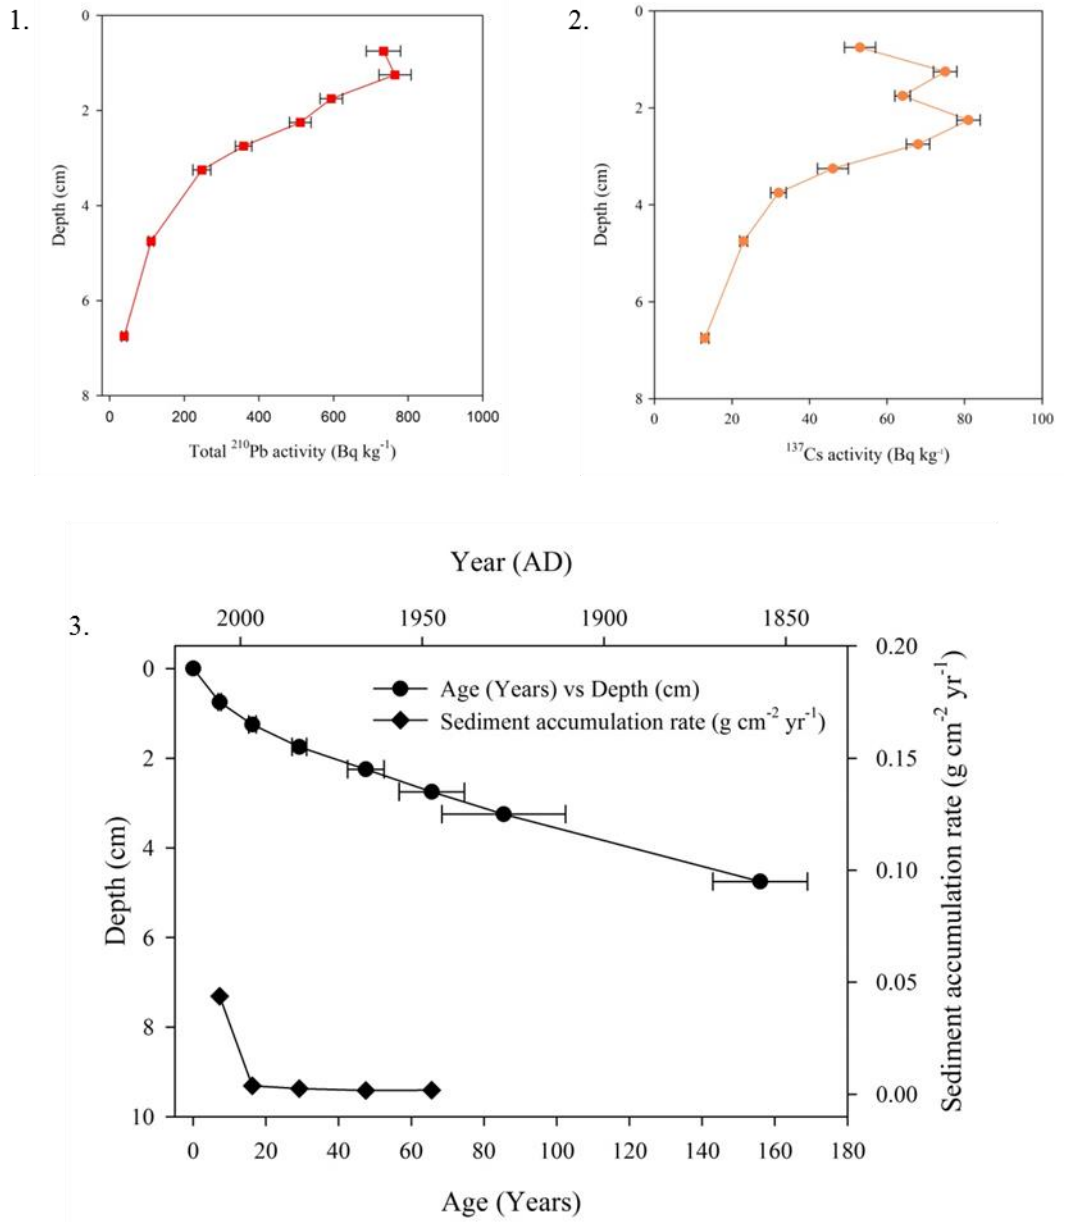 1.
0
2
4
6
8
Depth (cm)
0 200 400 600 800 1000
Total ²¹⁰Pb activity (Bq kg⁻¹)
2.
0
2
4
6
8
Depth (cm)
0 20 40 60 80 100
¹³⁷Cs activity (Bq kg⁻¹)
3.
Year (AD)
2000 1950 1900 1850
0
2
4
6
8
10
Depth (cm)
Age (Years) vs Depth (cm)
Sediment accumulation rate (g cm⁻² yr⁻¹)
0.20
0.15
0.10
0.05
0.00
Sediment accumulation rate (g cm⁻² yr⁻¹)
0 20 40 60 80 100 120 140 160 180
Age (Years)